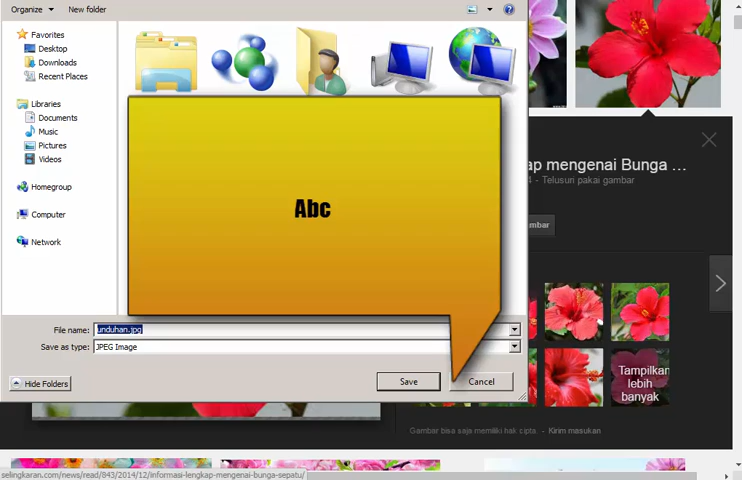 Organize
New folder
Favorites
Desktop
Downloads
Recent Places
Libraries
Documents
Music
Pictures
Videos
Homegroup
Computer
Network
Abc
File name:
unduhan.jpg
Save as type:
JPEG Image
Hide Folders
Save
Cancel
ap mengenai Bunga ...
4 - Telusuri pakai gambar
mbar
Tampilkan
lebih
banyak
Gambar bisa saja memiliki hak cipta. - Kirim masukan
selingkaran.com/news/read/843/2014/12/informasi-lengkap-mengenai-bunga-sepatu/